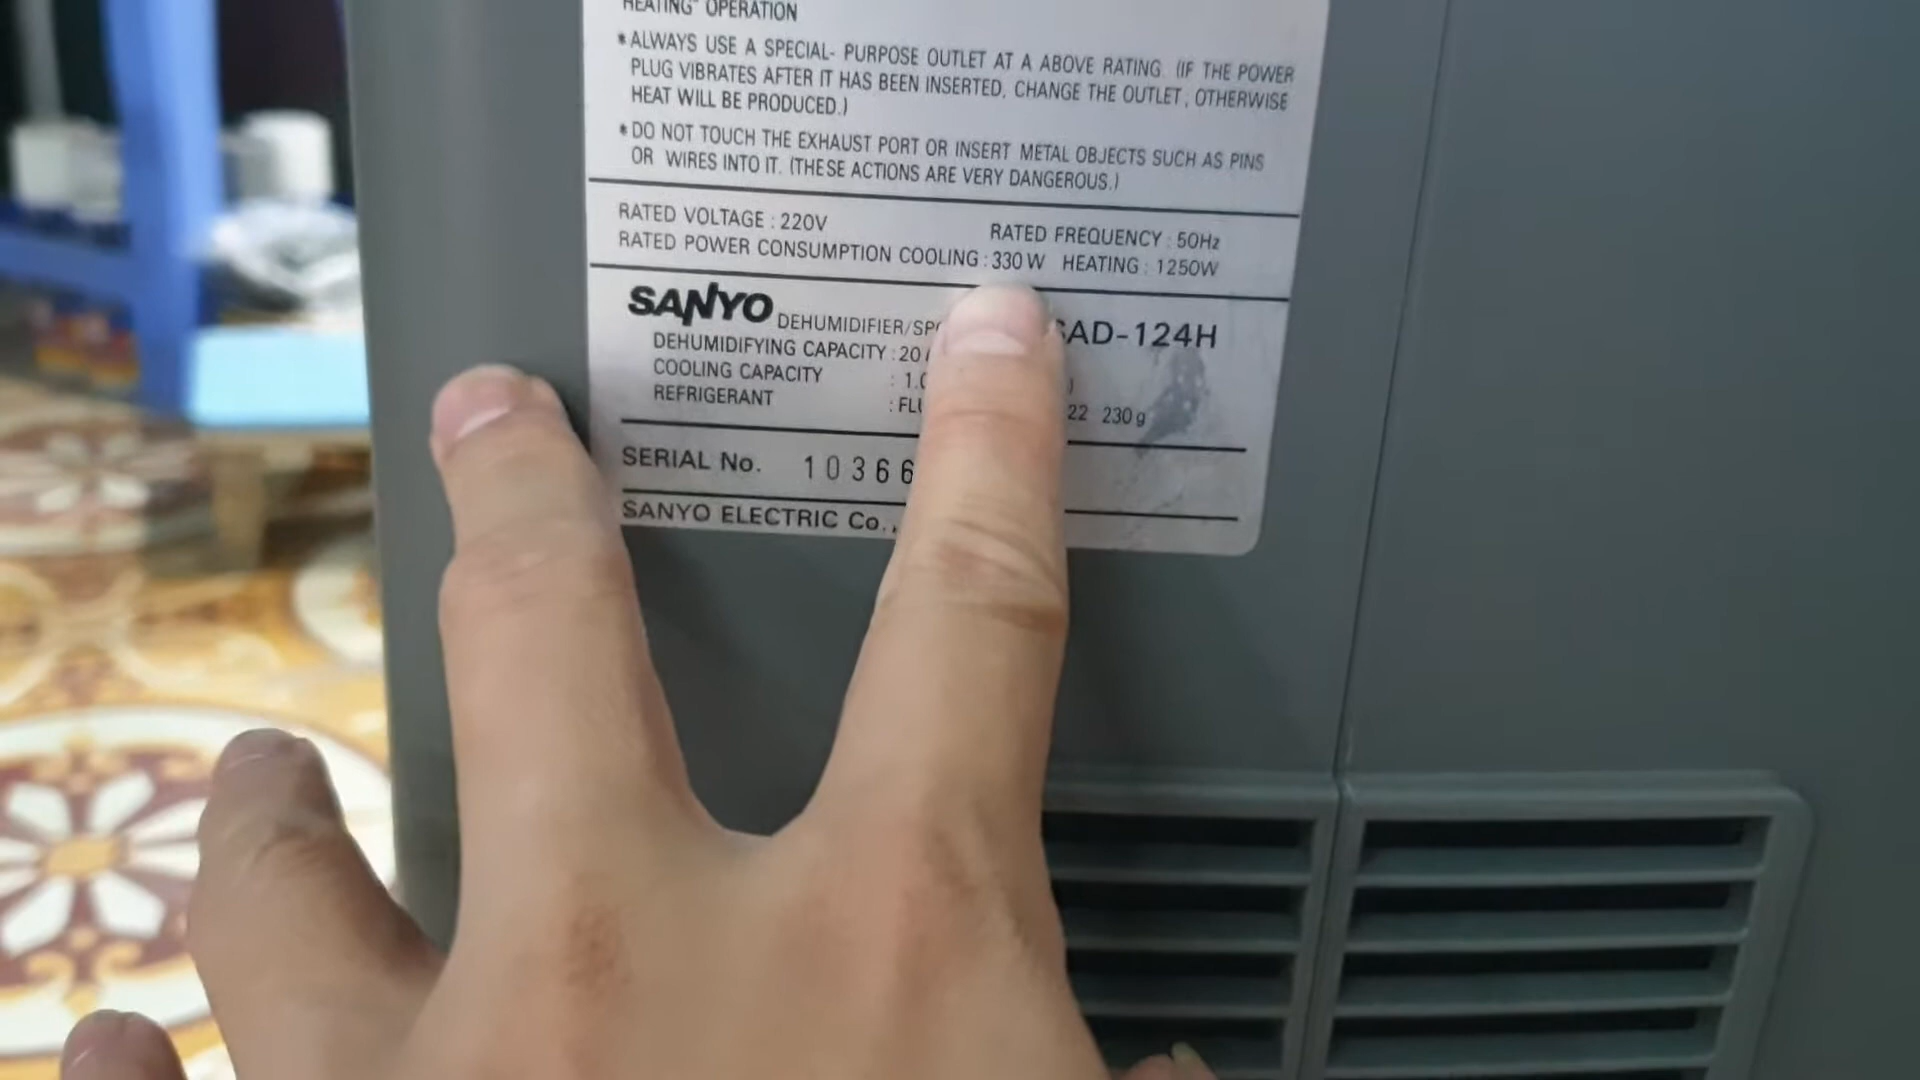 HEATING" OPERATION
*ALWAYS USE A SPECIAL- PURPOSE OUTLET AT A ABOVE RATING. (IF THE POWER
PLUG VIBRATES AFTER IT HAS BEEN INSERTED, CHANGE THE OUTLET, OTHERWISE
HEAT WILL BE PRODUCED.)
*DO NOT TOUCH THE EXHAUST PORT OR INSERT METAL OBJECTS SUCH AS PINS
OR WIRES INTO IT. (THESE ACTIONS ARE VERY DANGEROUS.)
RATED VOLTAGE : 220V RATED FREQUENCY : 50Hz
RATED POWER CONSUMPTION COOLING : 330W HEATING : 1250W
SANYO DEHUMIDIFIER/ SAD-124H
DEHUMIDIFYING CAPACITY : 20
COOLING CAPACITY : 1.0
REFRIGERANT : 22 230g
SERIAL No. 10366
SANYO ELECTRIC Co.,